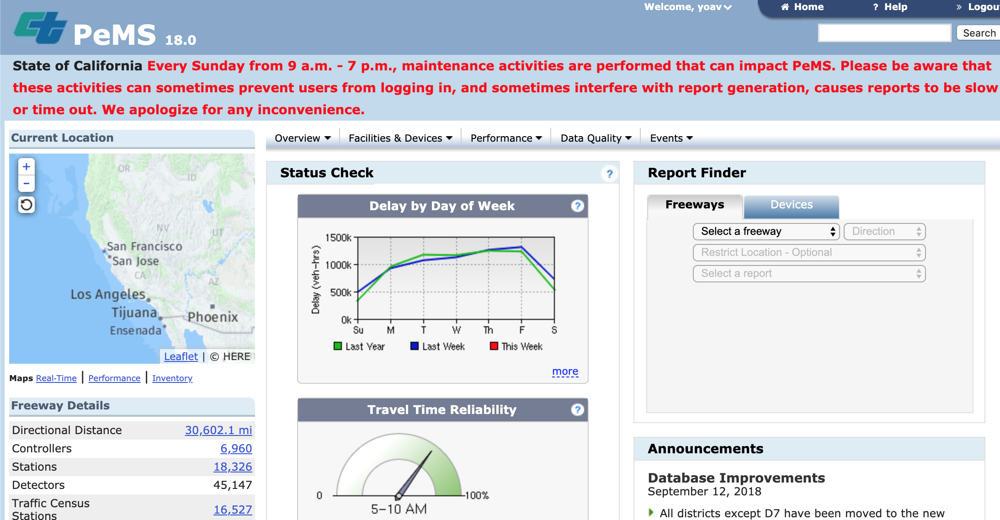 Welcome, yoav
Home
? Help
» Logou
PeMS 18.0
Search
State of California Every Sunday from 9 a.m. - 7 p.m., maintenance activities are performed that can impact PeMS. Please be aware that
these activities can sometimes prevent users from logging in, and sometimes interfere with report generation, causes reports to be slow
or time out. We apologize for any inconvenience.
Current Location
+
−
OR
ID
NV
UT
San Francisco
San Jose
CA
AZ
Los Angeles
Tijuana
Phoenix
Ensenada
Leaflet | © HERE
Maps Real-Time | Performance | Inventory
Freeway Details
Directional Distance 30,602.1 mi
Controllers 6,960
Stations 18,326
Detectors 45,147
Traffic Census
Stations 16,527
Overview
Facilities & Devices
Performance
Data Quality
Events
Status Check ?
Delay by Day of Week ?
Delay (veh-hrs)
1500k
1000k
500k
0k
Su M T W Th F S
Last Year Last Week This Week
more
Travel Time Reliability ?
0 100%
5-10 AM
Report Finder
Freeways Devices
Select a freeway Direction
Restrict Location - Optional
Select a report
Announcements
Database Improvements
September 12, 2018
All districts except D7 have been moved to the new